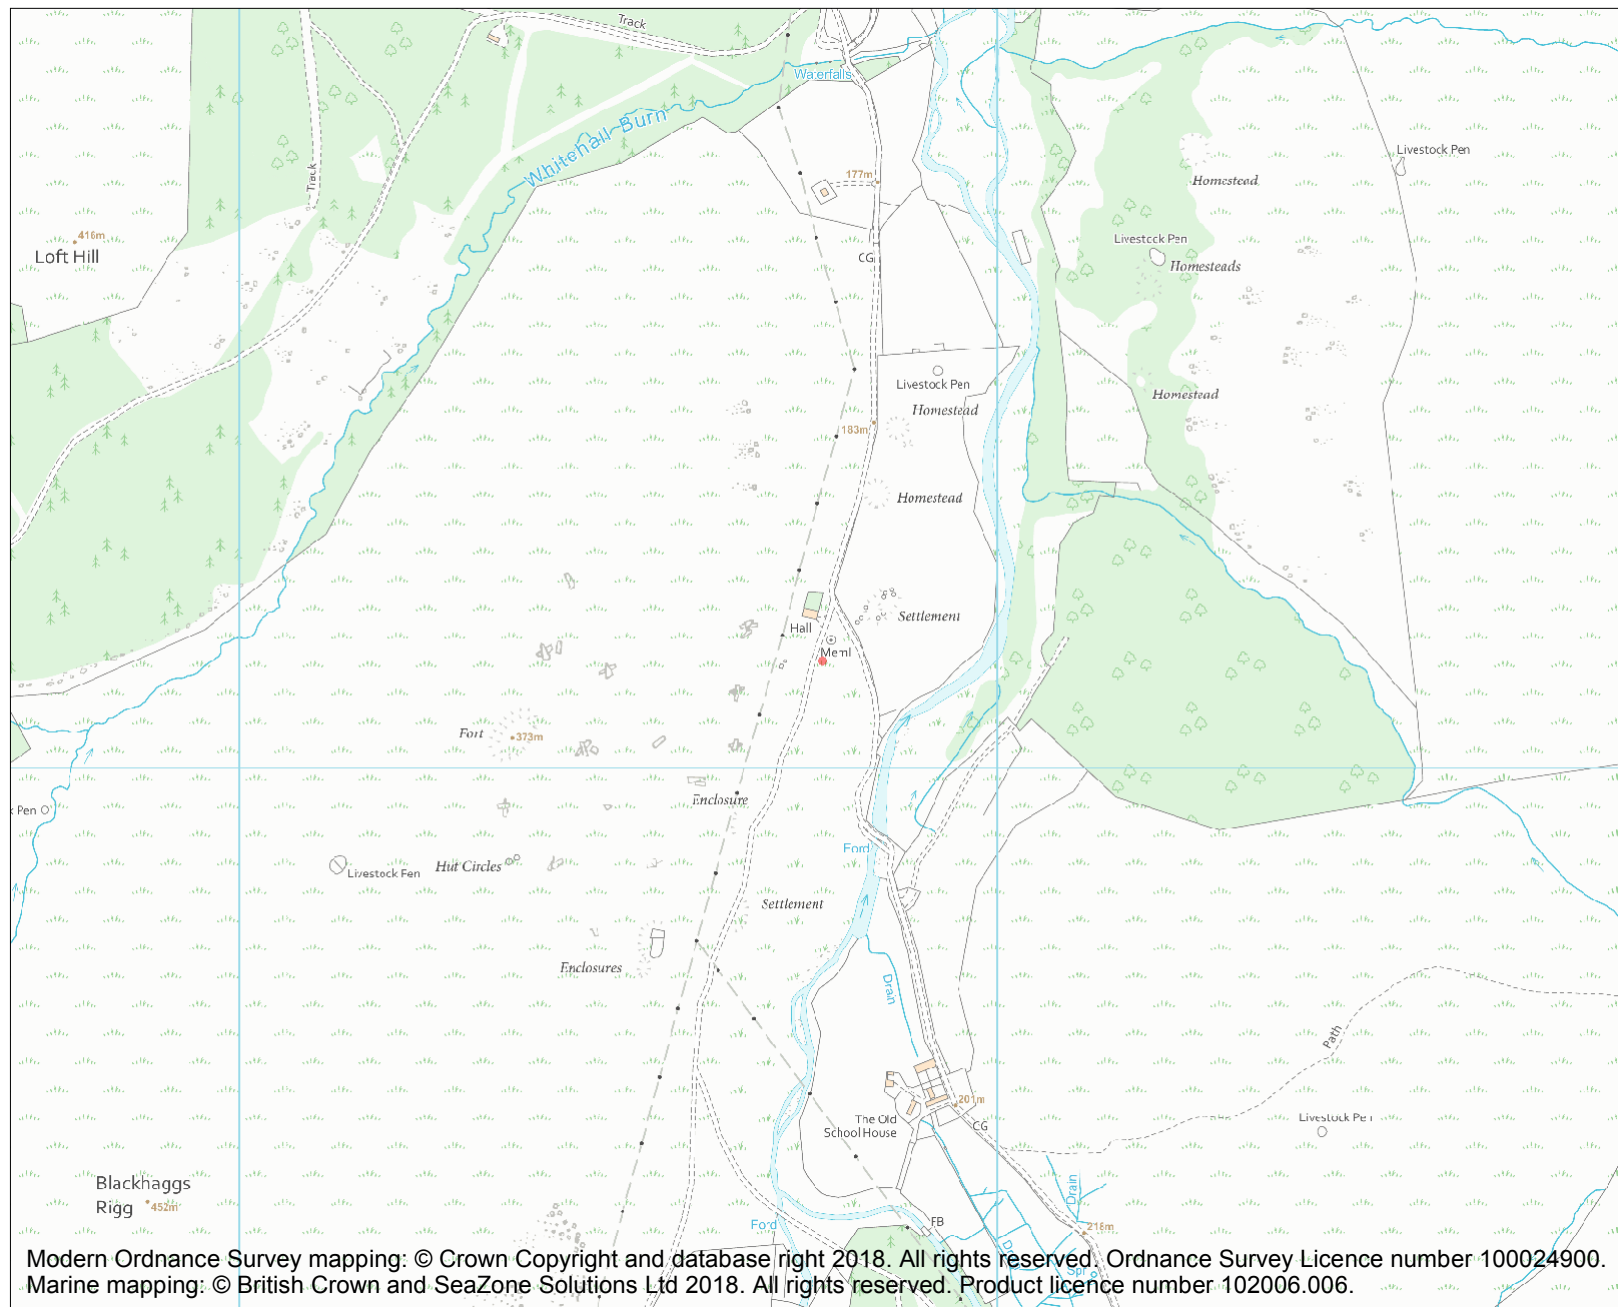 Track
Waterfalls
Whitehall Burn
Track
177m
Livestock Pen
Homestead
416m
Loft Hill
Livestock Pen
Homesteads
CG
Livestock Pen
Homestead
Homestead
183m
Homestead
Settlement
Hall
Meml
Fort
373m
Enclosure
Pen
Ford
Hut Circles
Livestock Pen
Settlement
Enclosures
Drain
Path
201m
The Old
School House
CG
Livestock Pen
Blackhaggs
Rigg
452m
Drain
Ford
FB
218m
Spr
Modern Ordnance Survey mapping: © Crown Copyright and database right 2018. All rights reserved. Ordnance Survey Licence number 100024900.
Marine mapping: © British Crown and SeaZone Solutions Ltd 2018. All rights reserved. Product licence number 102006.006.